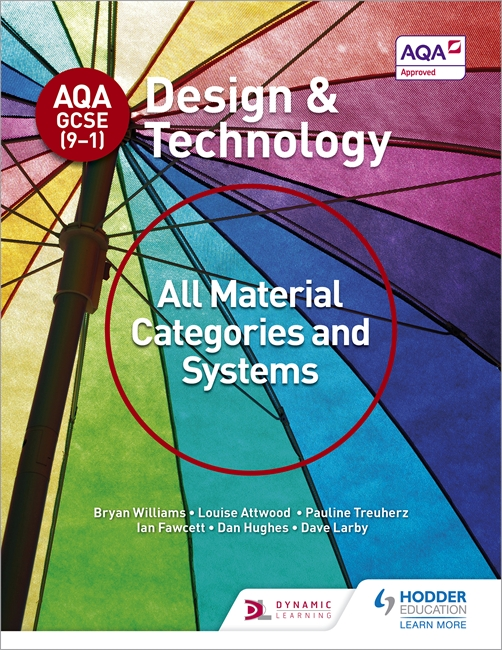 AQA
GCSE
(9–1)
Design &
Technology
AQA
Approved
All Material
Categories and
Systems
Bryan Williams • Louise Attwood • Pauline Treuherz
Ian Fawcett • Dan Hughes • Dave Larby
DL DYNAMIC
LEARNING
HODDER
EDUCATION
LEARN MORE